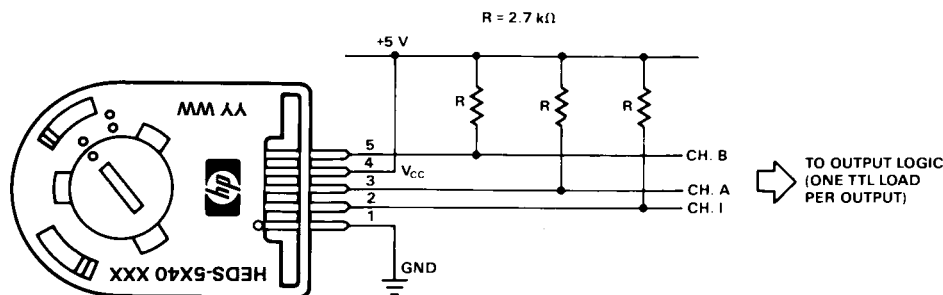 R = 2.7 kΩ
+5 V
R
R
R
YY WW
hp
HEDS-5X40 XXX
5
4
3
2
1
VCC
GND
CH. B
CH. A
CH. I
TO OUTPUT LOGIC
(ONE TTL LOAD
PER OUTPUT)